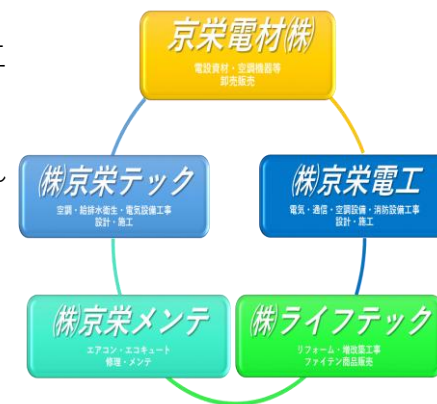 京栄電材㈱
電設資材・空調機器等
卸売販売
㈱京栄テック
空調・給排水衛生・電気設備工事
設計・施工
㈱京栄電工
電気・通信・空調設備・消防設備工事
設計・施工
㈱京栄メンテ
エアコン・エコキュート
修理・メンテ
㈱ライフテック
リフォーム・増改築工事
ファイテン商品販売